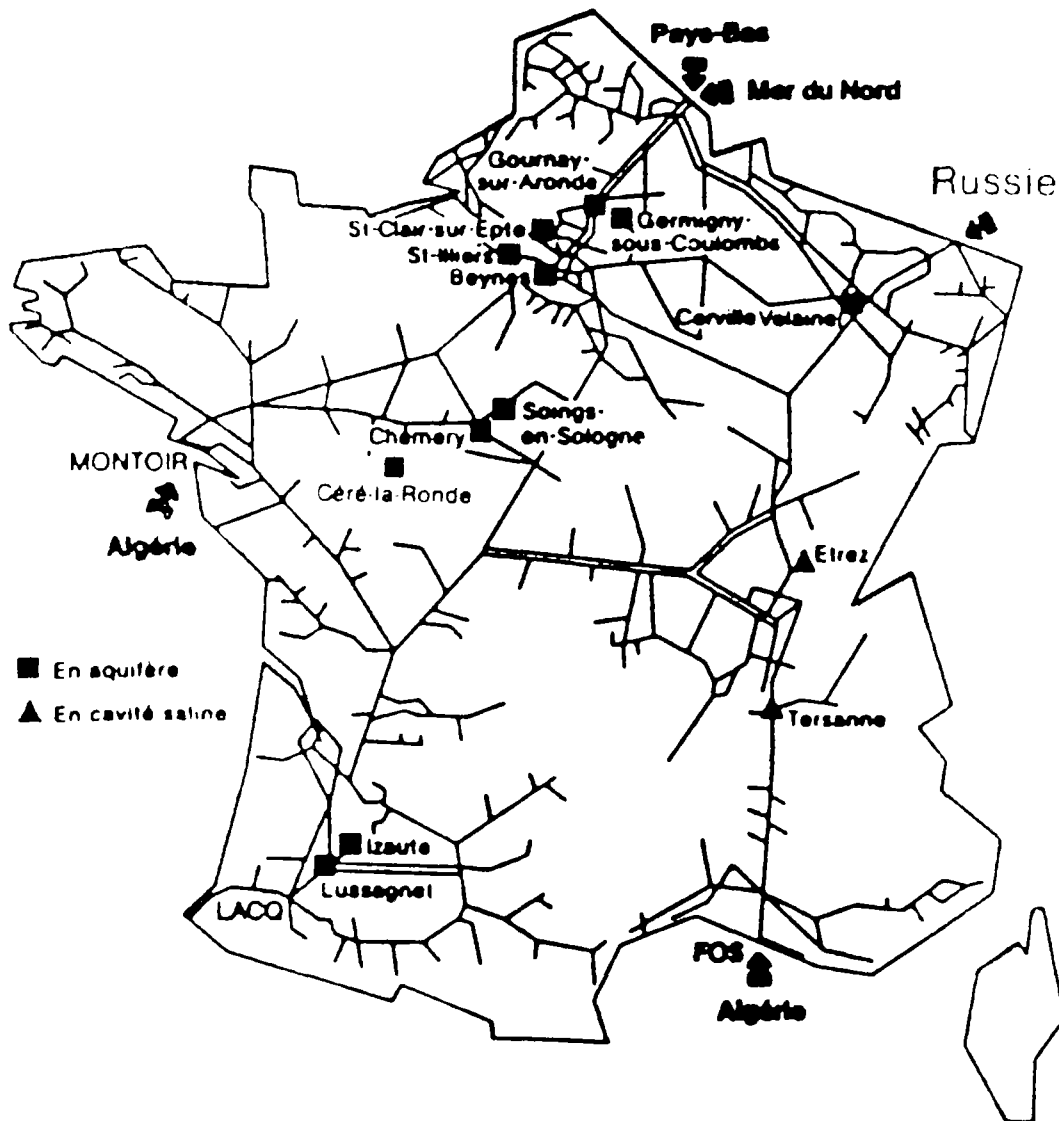 Pays-Bas
Mer du Nord
Gournay-
sur-Aronde
Russie
St-Clair-sur-Epte
Germigny-
sous-Coulombs
St-Illiers
Beynes
Cerville Velaine
Soings-
en-Sologne
Chémery
MONTOIR
Céré-la-Ronde
Algérie
Etrez
En aquifère
En cavité saline
Tersanne
Izaute
Lussagnet
LACQ
FOS
Algérie